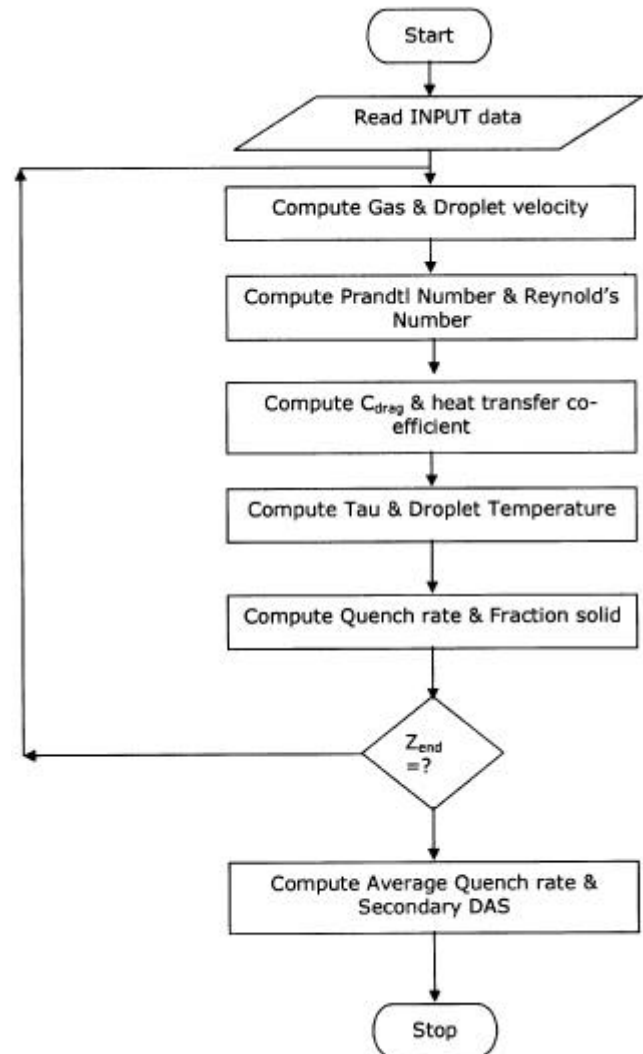 Start
Read INPUT data
Compute Gas & Droplet velocity
Compute Prandtl Number & Reynold's
Number
Compute Cdrag & heat transfer co-
efficient
Compute Tau & Droplet Temperature
Compute Quench rate & Fraction solid
Zend
=?
Compute Average Quench rate &
Secondary DAS
Stop